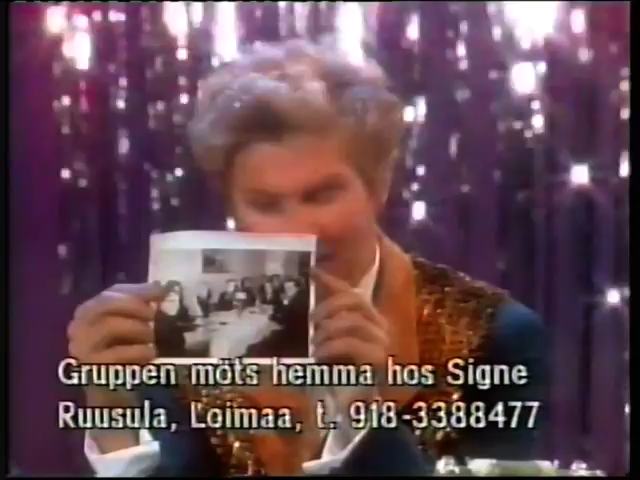 Gruppen möts hemma hos Signe
Ruusula, Loimaa, t. 918-3388477